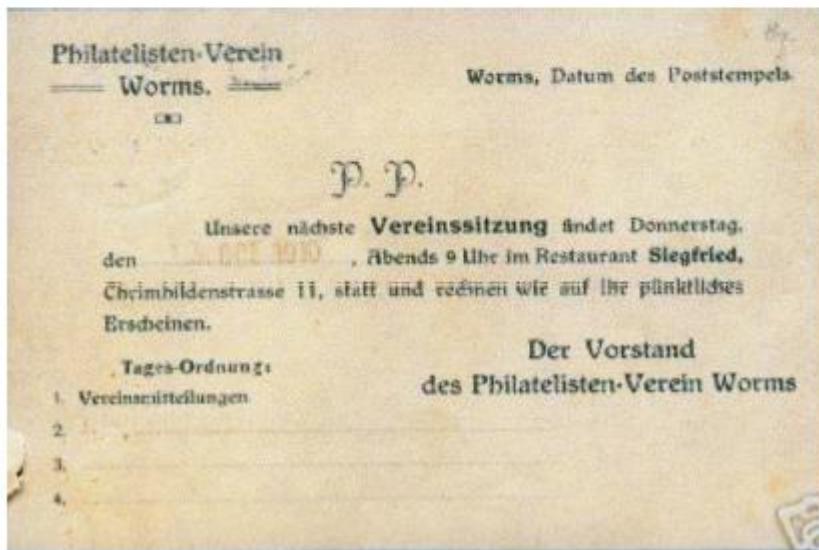 Philatelisten-Verein
Worms.
Worms, Datum des Poststempels
P. P.
Unsere nächste Vereinssitzung findet Donnerstag,
den OCT 1910, Abends 9 Uhr im Restaurant Siegfried,
Chrimhildenstrasse 11, statt und rechnen wir auf Ihr pünktliches
Erscheinen.
Tages-Ordnung:
1. Vereinsmitteilungen
2.
3.
4.
Der Vorstand
des Philatelisten-Verein Worms